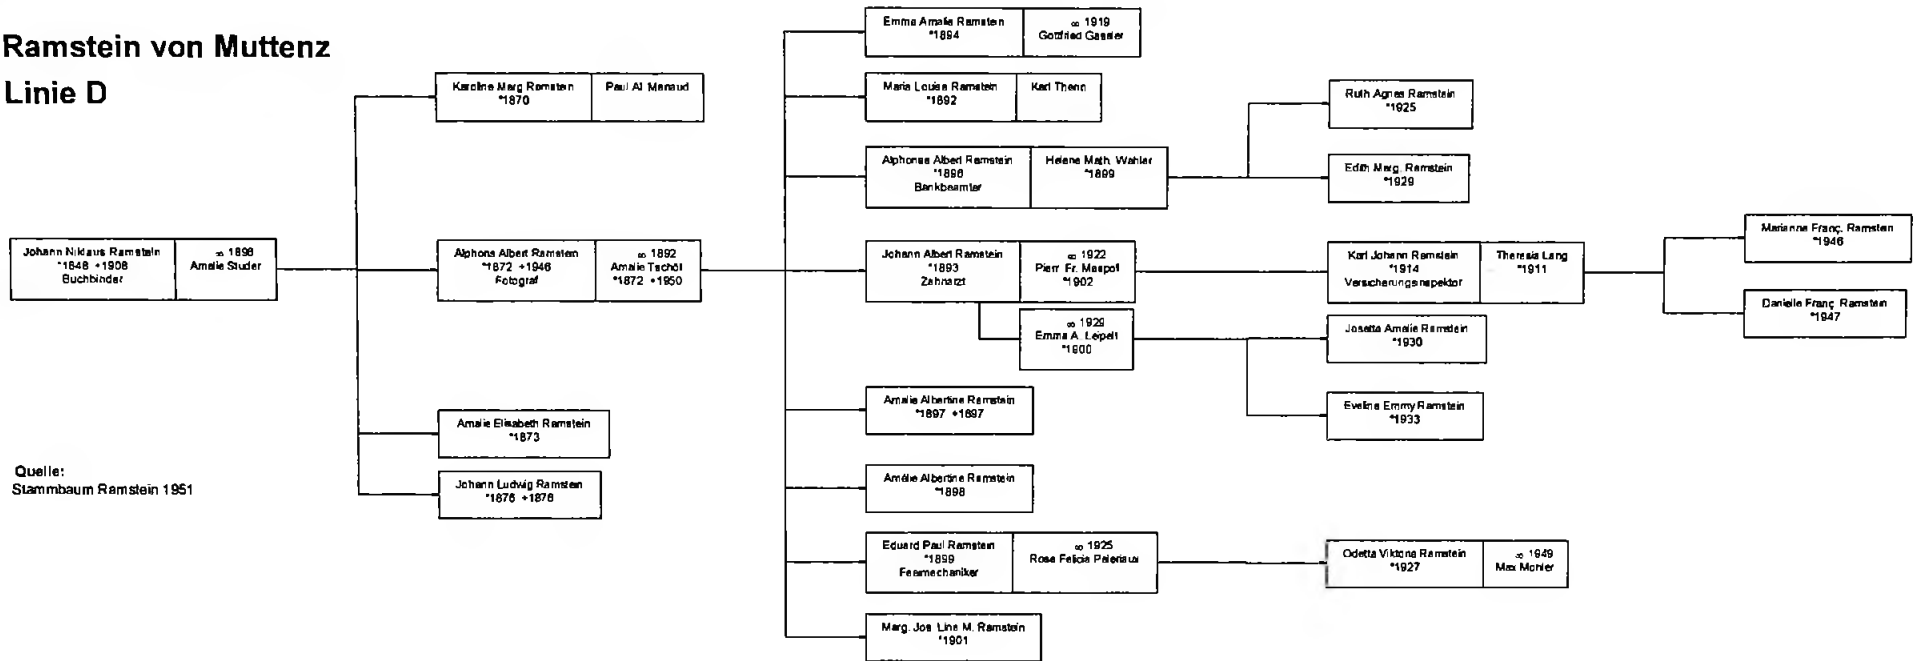 Ramstein von Muttenz
Linie D
Quelle:
Stammbaum Ramstein 1951
Johann Niklaus Ramstein
*1848 +1908
Buchbinder
∞ 1898
Amalie Studer
Karoline Marg Ramstein
*1870
Paul Al Manaud
Alphons Albert Ramstein
*1872 +1946
Fotograf
∞ 1892
Amalie Tschöl
*1872 +1950
Amalie Elisabeth Ramstein
*1873
Johann Ludwig Ramstein
*1876 +1876
Emma Amalie Ramstein
*1894
∞ 1919
Gottfried Gassler
Maria Louisa Ramstein
*1892
Karl Thenn
Alphonse Albert Ramstein
*1896
Bankbeamter
Helene Math. Wahler
*1899
Johann Albert Ramstein
*1893
Zahnarzt
∞ 1922
Pierr. Fr. Maspoli
*1902
∞ 1929
Emma A. Leipelt
*1900
Amalie Albertine Ramstein
*1897 +1897
Amélie Albertine Ramstein
*1898
Eduard Paul Ramstein
*1899
Feinmechaniker
∞ 1925
Rosa Felicia
Marg. Jos Line M. Ramstein
*1901
Ruth Agnes Ramstein
*1925
Edith Marg. Ramstein
*1929
Karl Johann Ramstein
*1914
Versicherungsinspektor
Theresia Lang
*1911
Josetta Amalie Ramstein
*1930
Evelina Emmy Ramstein
*1933
Odetta Viktoria Ramstein
*1927
∞ 1949
Max Mohler
Marianne Franç. Ramstein
*1946
Danielle Franç. Ramstein
*1947